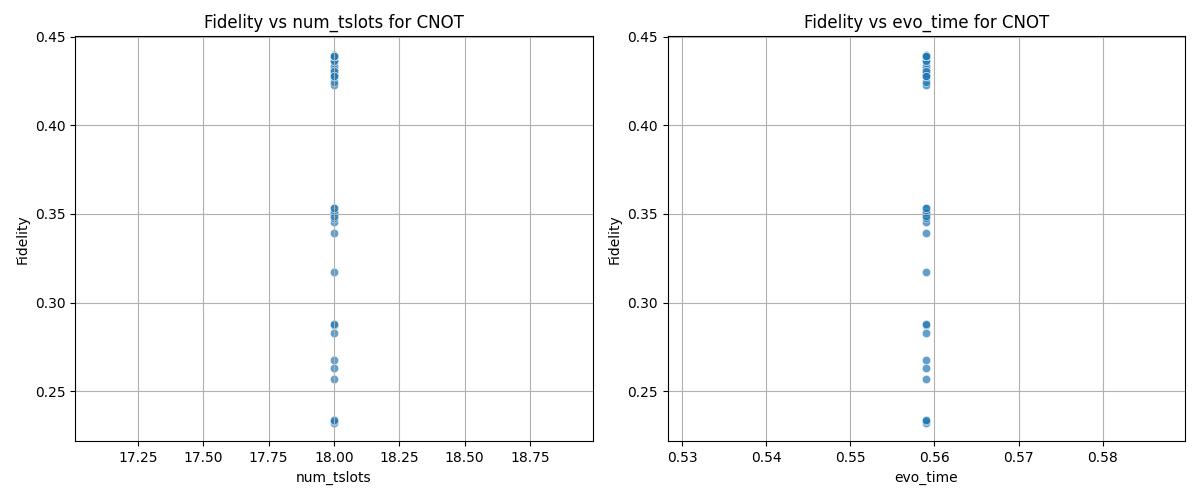 Fidelity vs num_tslots for CNOT
0.45
0.40
0.35
0.30
0.25
Fidelity
17.25 17.50 17.75 18.00 18.25 18.50 18.75
num_tslots
Fidelity vs evo_time for CNOT
0.45
0.40
0.35
0.30
0.25
Fidelity
0.53 0.54 0.55 0.56 0.57 0.58
evo_time